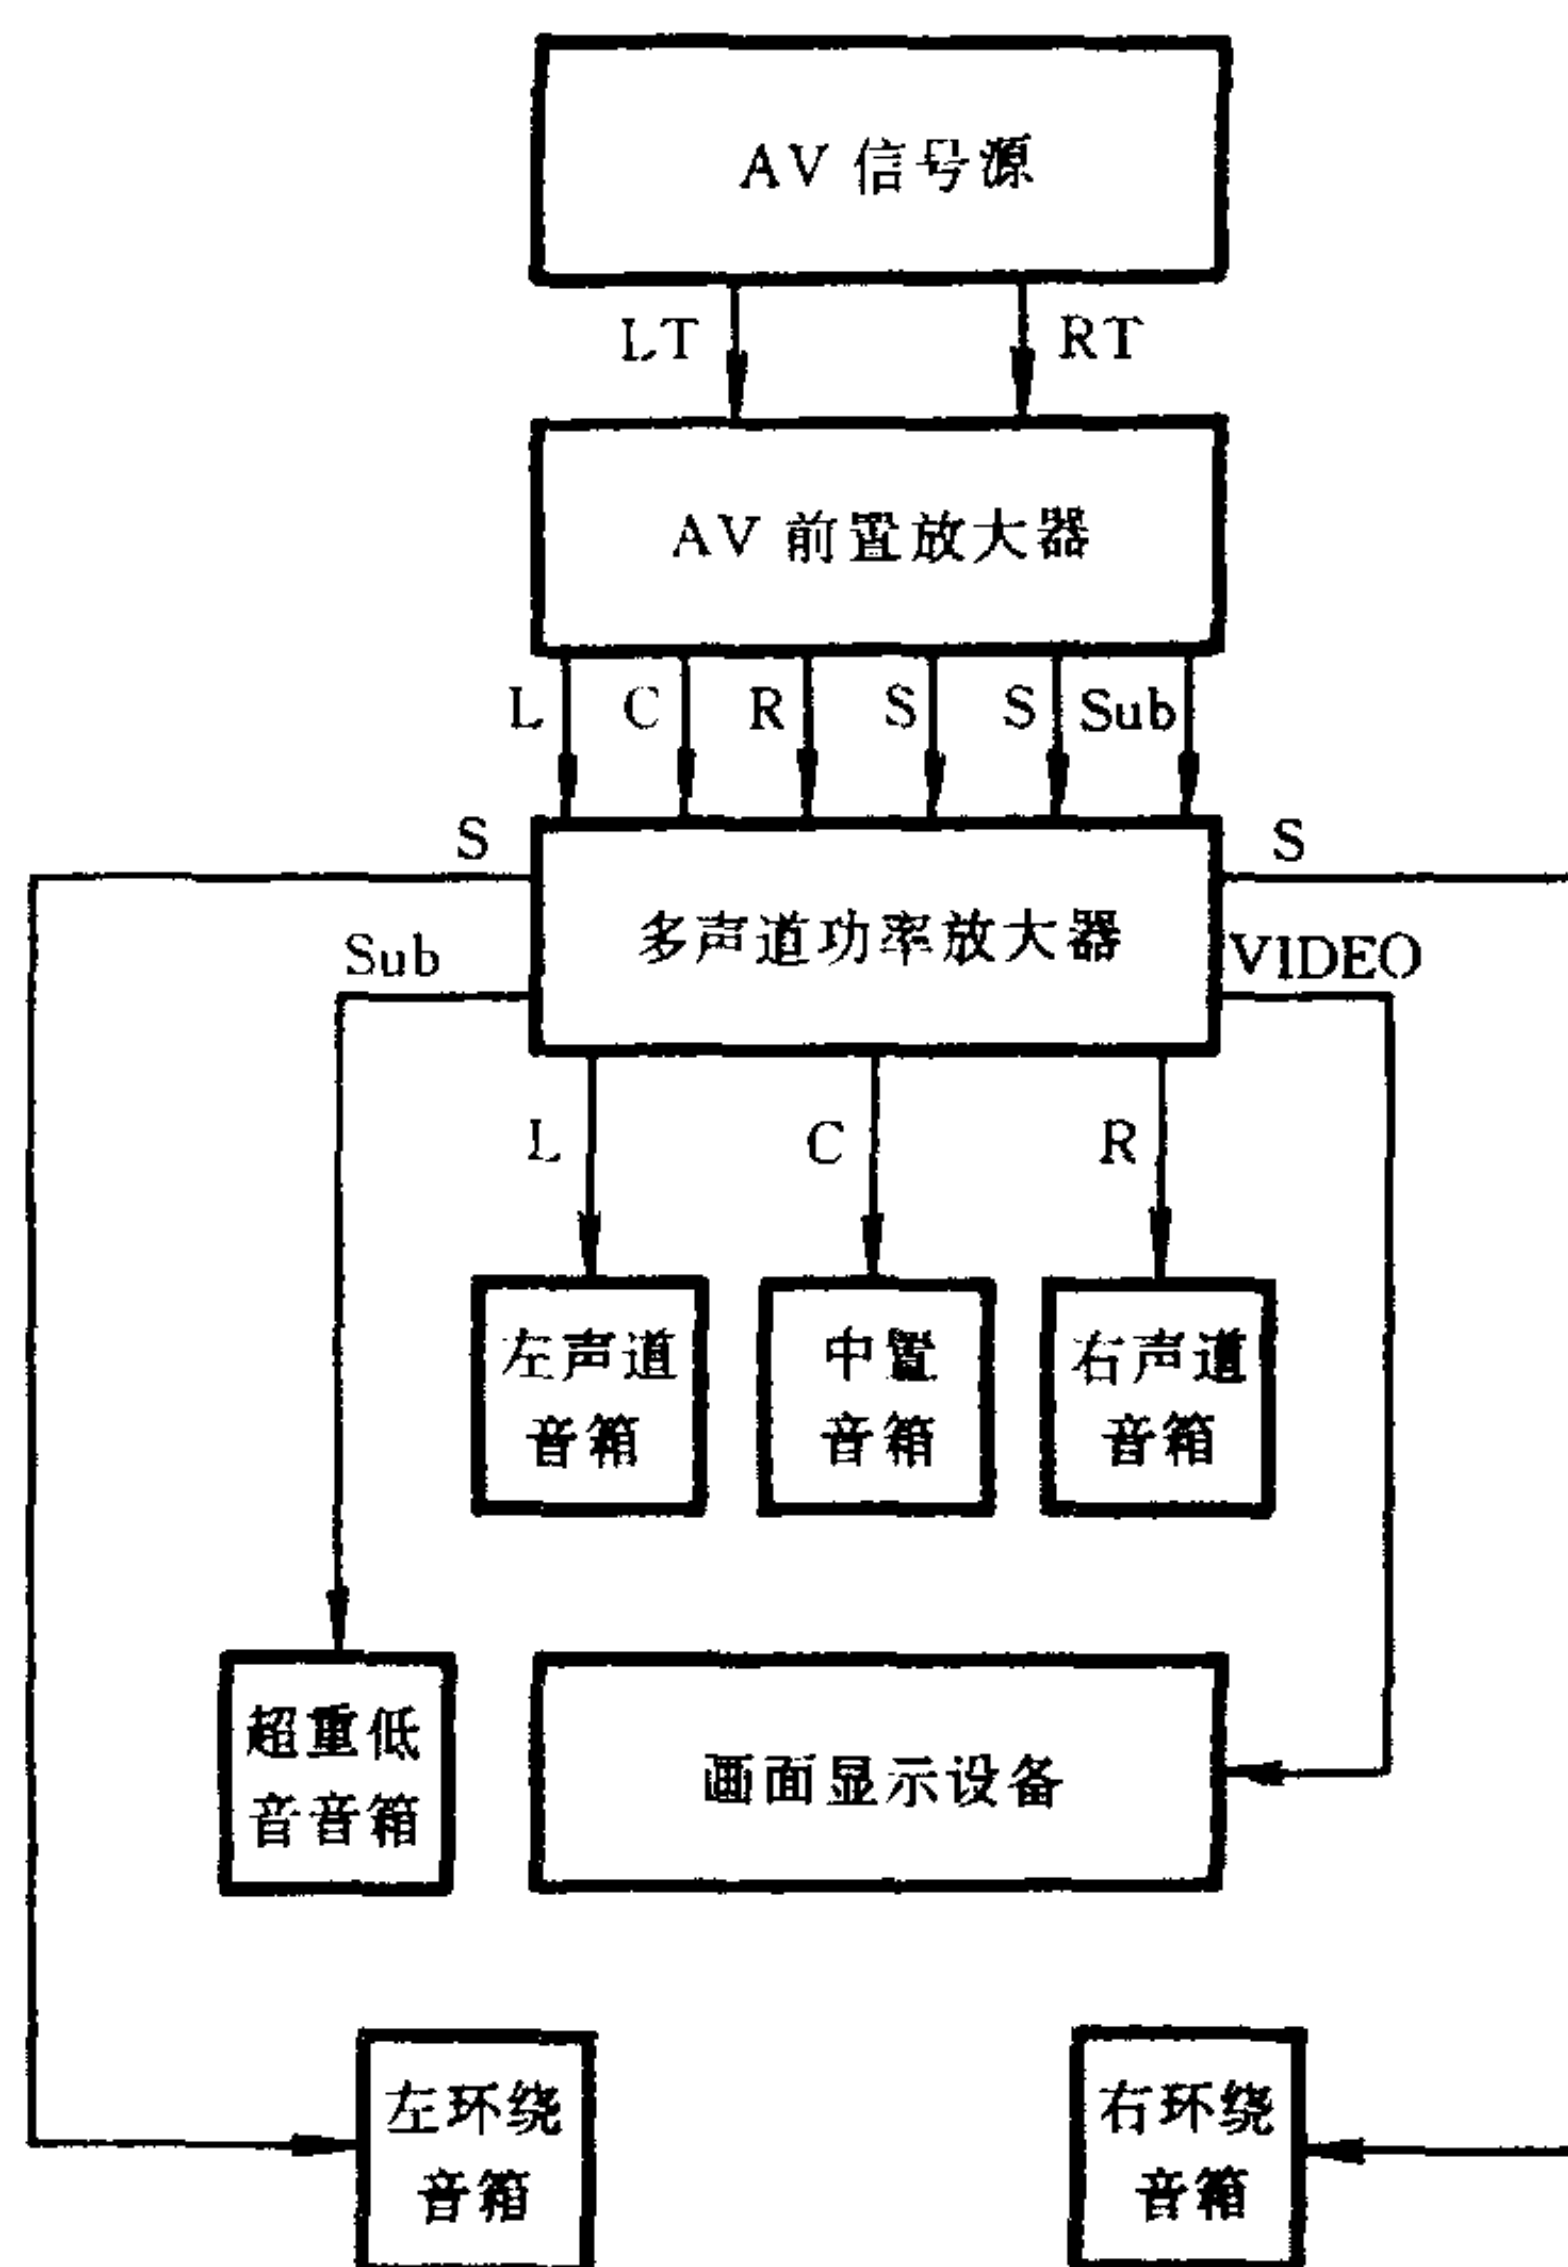 AV 信号源
LT
RT
AV 前置放大器
L
C
R
S
S
Sub
S
S
多声道功率放大器
Sub
VIDEO
L
C
R
左声道
音箱
中置
音箱
右声道
音箱
超重低
音音箱
画面显示设备
左环绕
音箱
右环绕
音箱